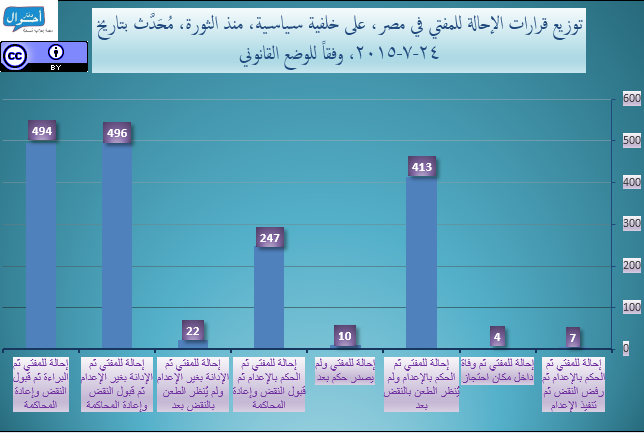 توزيع قرارات الإحالة للمفتي في مصر، على خلفية سياسية، منذ الثورة، مُحَدَّث بتاريخ
٢٤-٧-٢٠١٥، وفقاً للوضع القانوني
BY
600
500
400
300
200
100
0
7
4
413
10
247
22
496
494
إحالة للمفتي ثم
الحكم بالإعدام ثم
رفض النقض ثم
تنفيذ الإعدام
إحالة للمفتي ثم وفاة
داخل مكان احتجاز
إحالة للمفتي ثم
الحكم بالإعدام ولم
يُنظر الطعن بالنقض
بعد
إحالة للمفتي ولم
يصدر حكم بعد
إحالة للمفتي ثم
الحكم بالإعدام ثم
قبول النقض وإعادة
المحاكمة
إحالة للمفتي ثم
الإدانة بغير الإعدام
ولم يُنظر الطعن
بالنقض بعد
إحالة للمفتي ثم
الإدانة بغير الإعدام
ثم قبول النقض
وإعادة المحاكمة
إحالة للمفتي ثم
البراءة ثم قبول
النقض وإعادة
المحاكمة